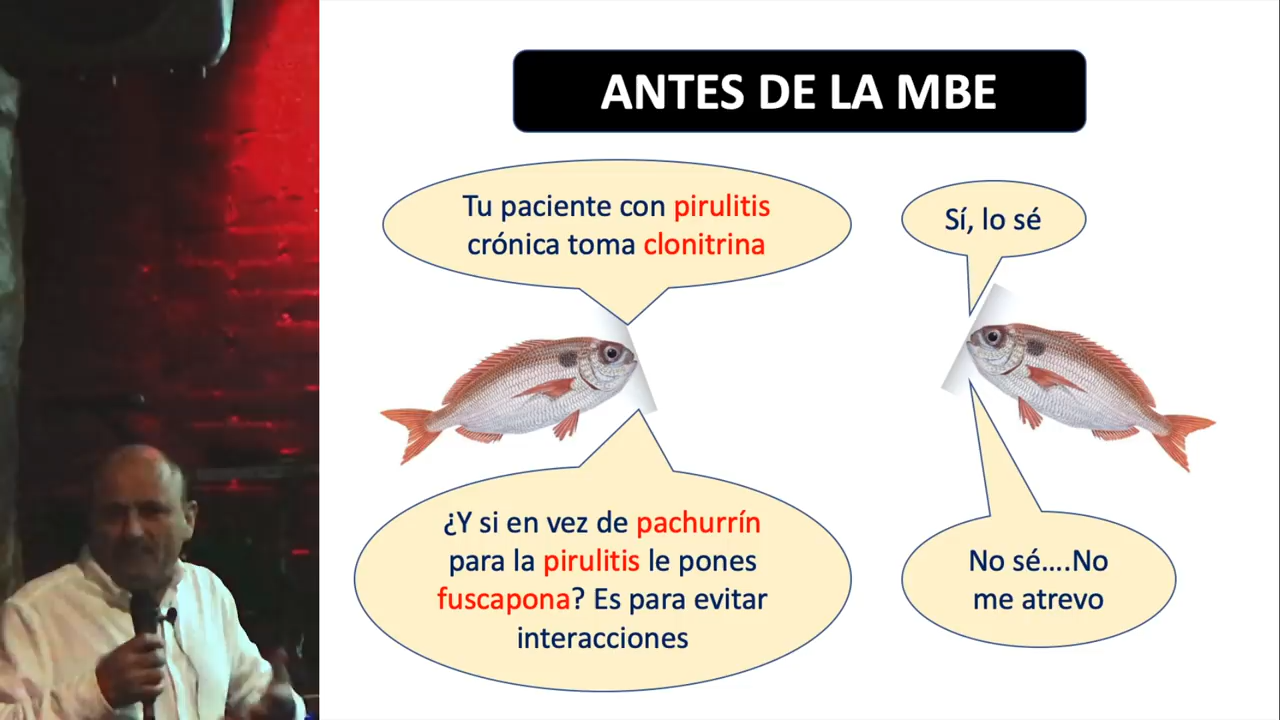 ANTES DE LA MBE
Tu paciente con pirulitis
crónica toma clonitrina
Sí, lo sé
¿Y si en vez de pachurrín
para la pirulitis le pones
fuscapona? Es para evitar
interacciones
No sé....No
me atrevo